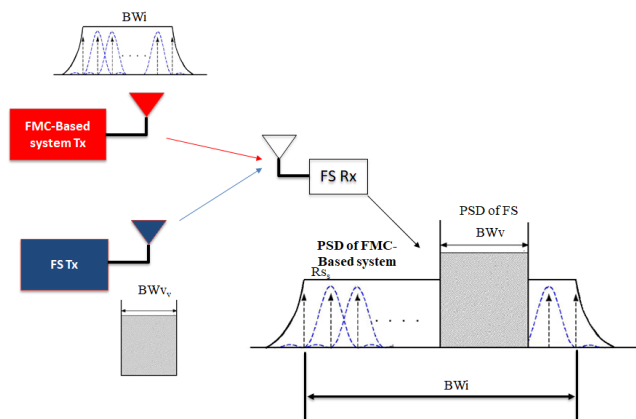 BWi
FMC-Based
system Tx
FS Rx
PSD of FS
BWv
PSD of FMC-
Based system
Rss
FS Tx
BWvv
. . . .
. . . .
BWi